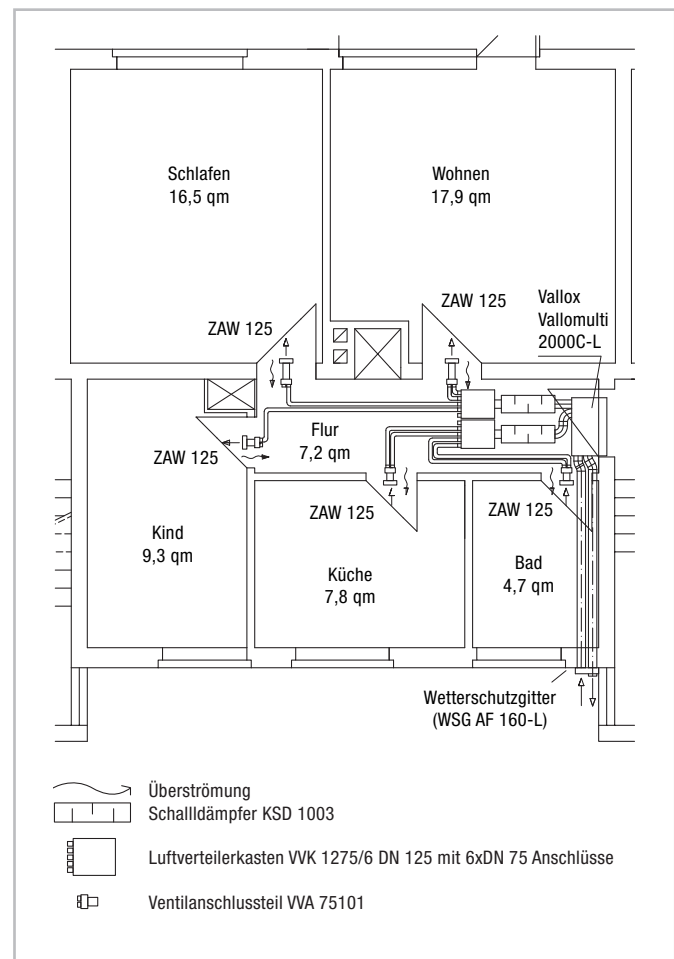 Schlafen
16,5 qm
Wohnen
17,9 qm
ZAW 125
ZAW 125
Vallox
Vallomulti
2000C-L
Flur
7,2 qm
ZAW 125
Kind
9,3 qm
ZAW 125
Küche
7,8 qm
ZAW 125
Bad
4,7 qm
Wetterschutzgitter
(WSG AF 160-L)
Überströmung
Schallldämpfer KSD 1003
Luftverteilerkasten VVK 1275/6 DN 125 mit 6xDN 75 Anschlüsse
Ventilanschlussteil VVA 75101